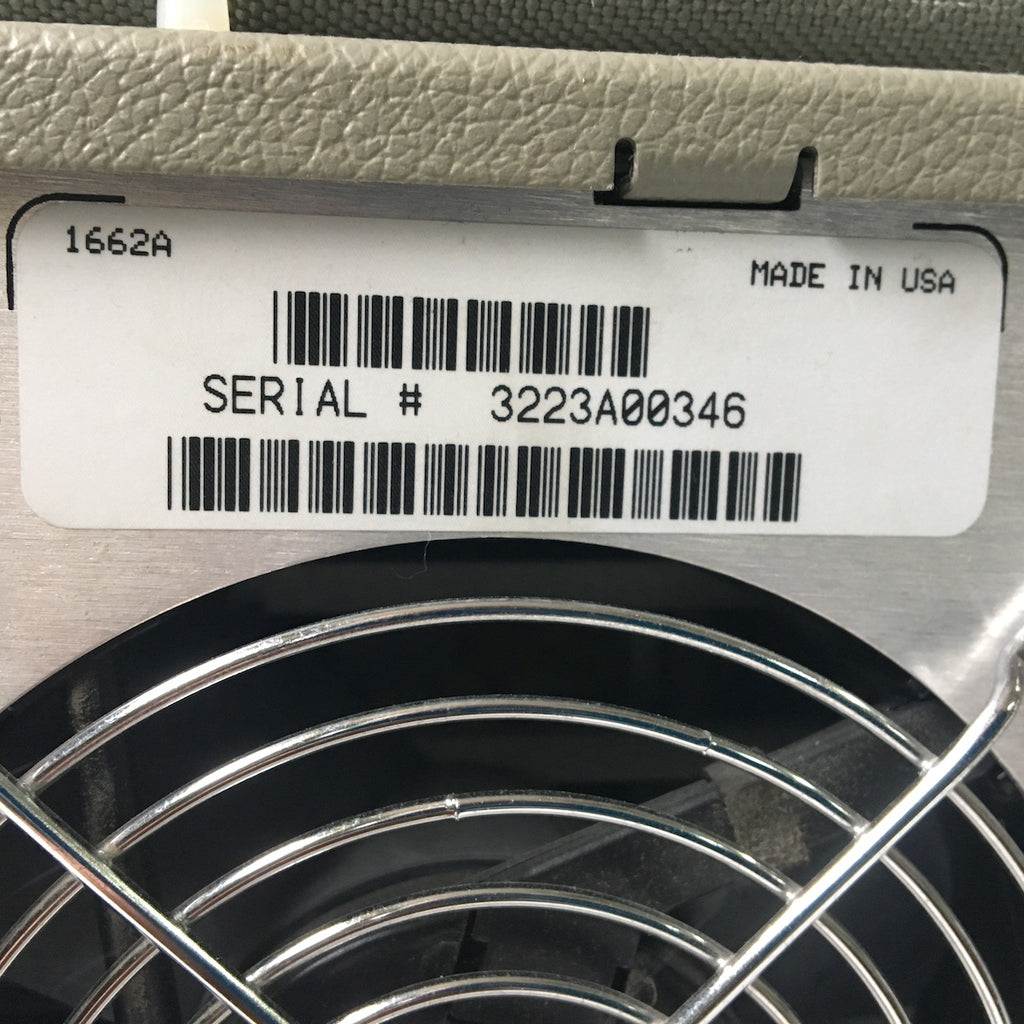 1662A
MADE IN USA
SERIAL # 3223A00346